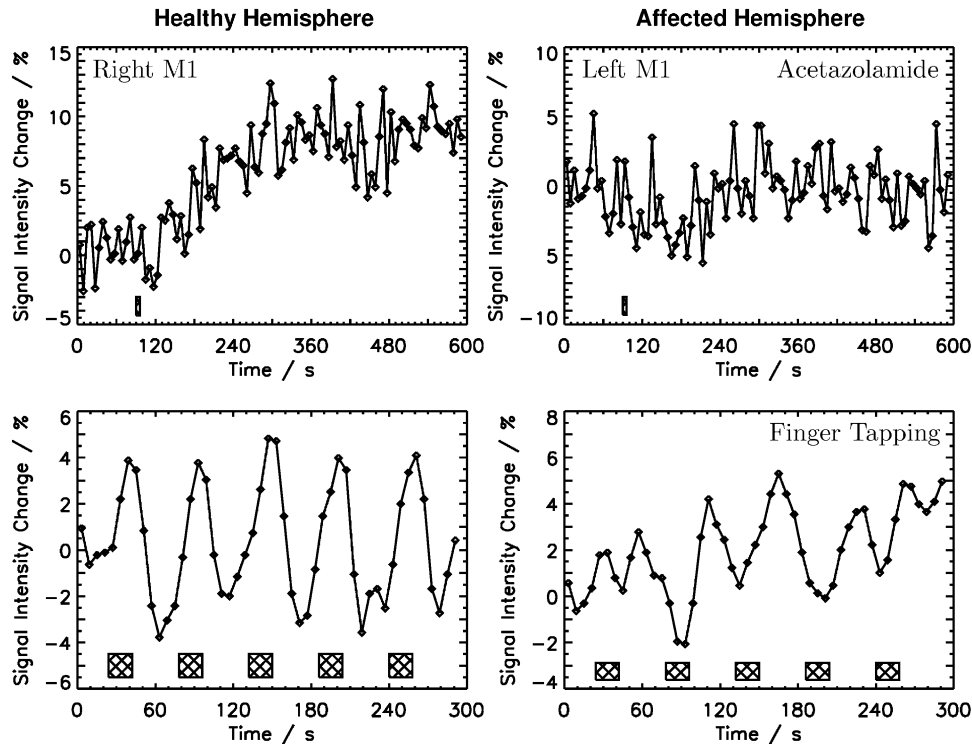 Healthy Hemisphere
Affected Hemisphere
Signal Intensity Change / %
15
10
5
0
−5
Right M1
0 120 240 360 480 600
Time / s
Signal Intensity Change / %
10
5
0
5
−10
Left M1 Acetazolamide
0 120 240 360 480 600
Time / s
Signal Intensity Change / %
6
4
2
0
−2
−4
−6
0 60 120 180 240 300
Time / s
Signal Intensity Change / %
8
6
4
2
0
−2
−4
Finger Tapping
0 60 120 180 240 300
Time / s